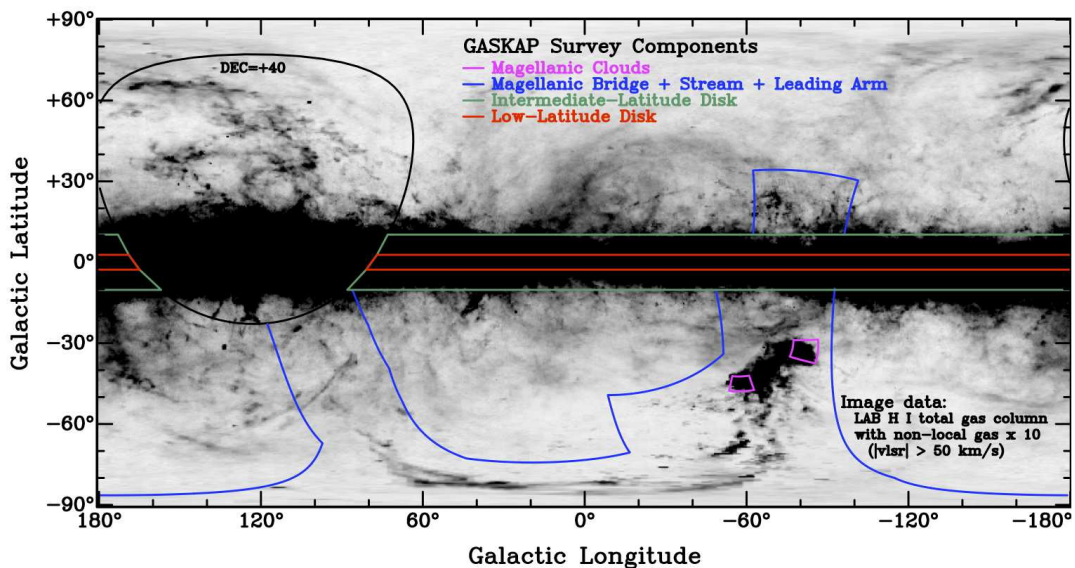 +90°
GASKAP Survey Components
DEC=+40
Magellanic Clouds
Magellanic Bridge + Stream + Leading Arm
+60°
Intermediate-Latitude Disk
Low-Latitude Disk
+30°
Galactic Latitude
0°
−30°
Image data:
LAB H I total gas column
−60°
with non-local gas x 10
(|vlsr| > 50 km/s)
−90°
180° 120° 60° 0° −60° −120° −180°
Galactic Longitude